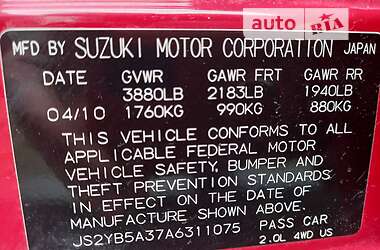 auto RIA
MFD BY SUZUKI MOTOR CORPORATION JAPAN
DATE GVWR GAWR FRT GAWR RR
3880LB 2183LB 1940LB
04/10 1760KG 990KG 880KG
THIS VEHICLE CONFORMS TO ALL
APPLICABLE FEDERAL MOTOR
VEHICLE SAFETY, BUMPER AND
THEFT PREVENTION STANDARDS
IN EFFECT ON THE DATE OF
MANUFACTURE SHOWN ABOVE.
JS2YB5A37A6311075 PASS CAR
2.0L 4WD US